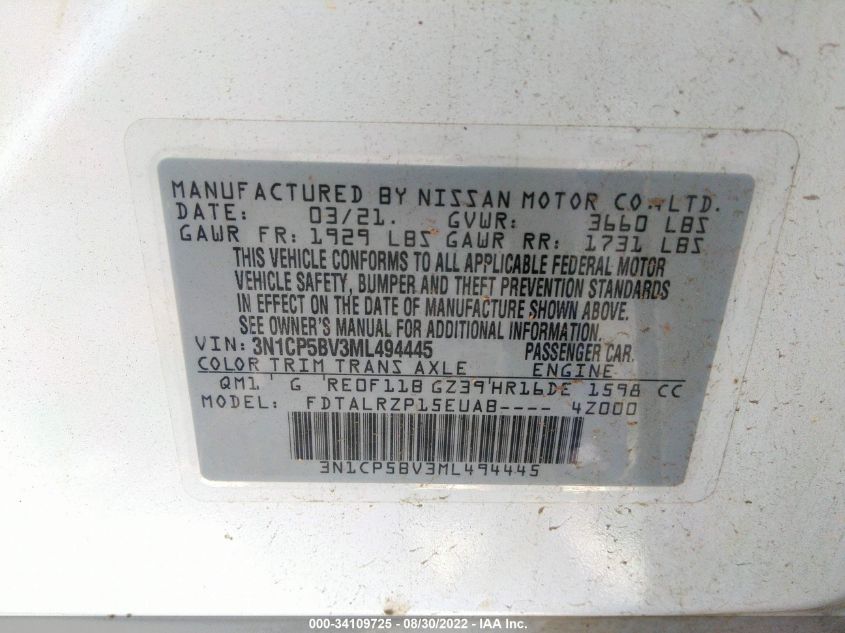 MANUFACTURED BY NISSAN MOTOR CO., LTD.
DATE: 03/21. GVWR: 3660 LBS
GAWR FR: 1929 LBS GAWR RR: 1731 LBS
THIS VEHICLE CONFORMS TO ALL APPLICABLE FEDERAL MOTOR
VEHICLE SAFETY, BUMPER AND THEFT PREVENTION STANDARDS
IN EFFECT ON THE DATE OF MANUFACTURE SHOWN ABOVE.
SEE OWNER'S MANUAL FOR ADDITIONAL INFORMATION.
VIN: 3N1CP5BV3ML494445 PASSENGER CAR.
COLOR TRIM TRANS AXLE ENGINE
QM1 G RE0F11B GZ39 HR16DE 1598 CC
MODEL: FDTALRZP15EUAB---- 4Z000
3N1CP5BV3ML494445
000-34109725 - 08/30/2022 - Copyright © 2022 IAA, Inc.